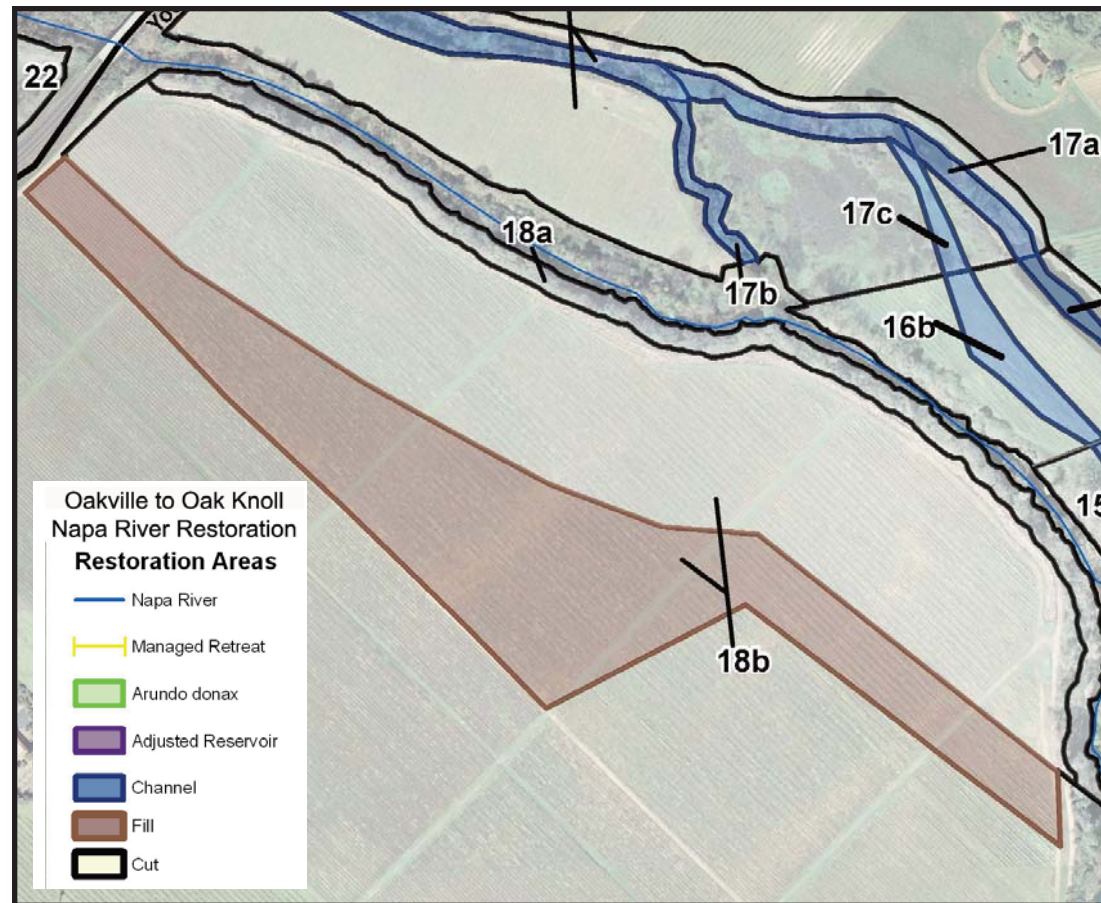 Yo
22
17a
17c
18a
17b
16b
15
18b
Oakville to Oak Knoll
Napa River Restoration
Restoration Areas
Napa River
Managed Retreat
Arundo donax
Adjusted Reservoir
Channel
Fill
Cut